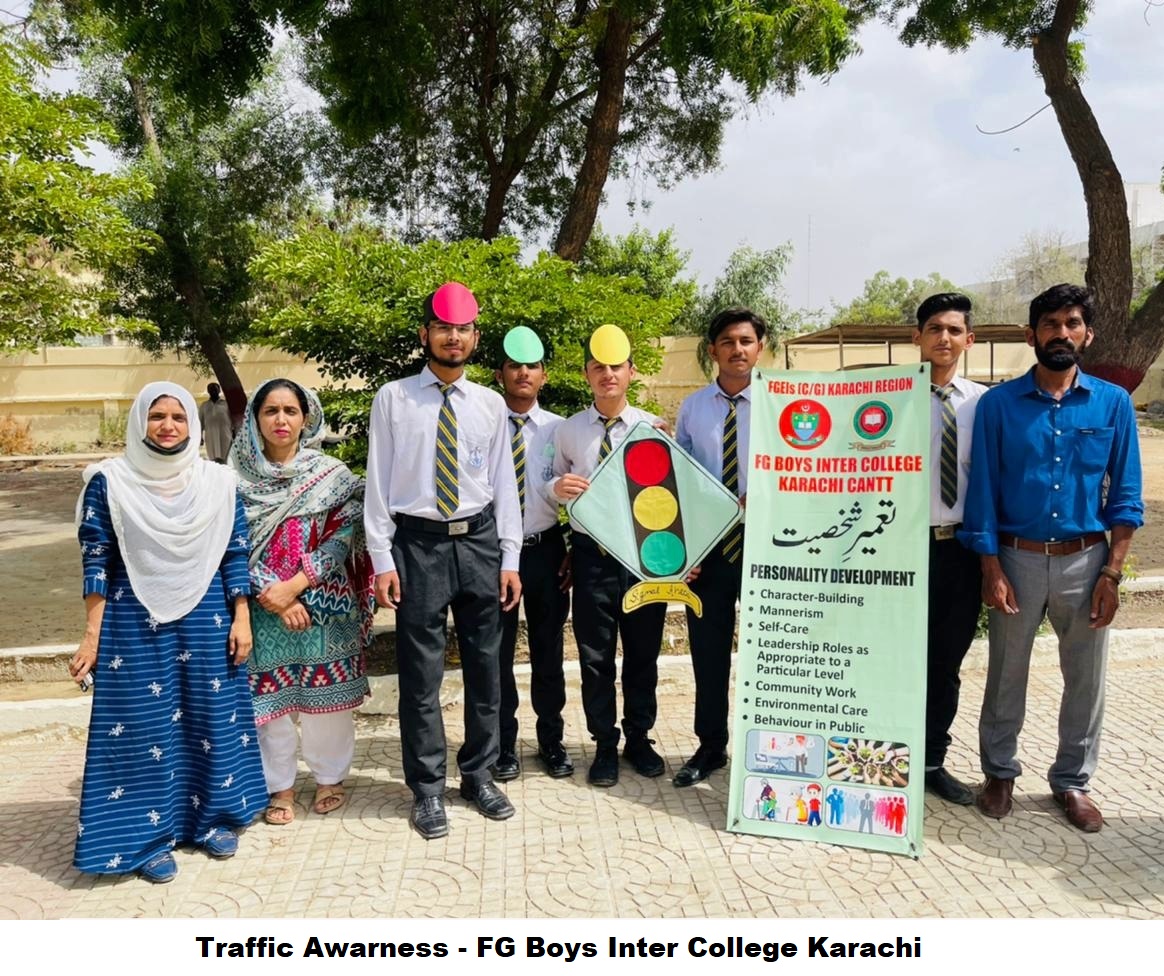 FGEIs (C/G) KARACHI REGION
FG BOYS INTER COLLEGE
KARACHI CANTT
تعمیرِ شخصیت
PERSONALITY DEVELOPMENT
• Character-Building
• Mannerism
• Self-Care
• Leadership Roles as
Appropriate to a
Particular Level
• Community Work
• Environmental Care
• Behaviour in Public
Traffic Awarness - FG Boys Inter College Karachi